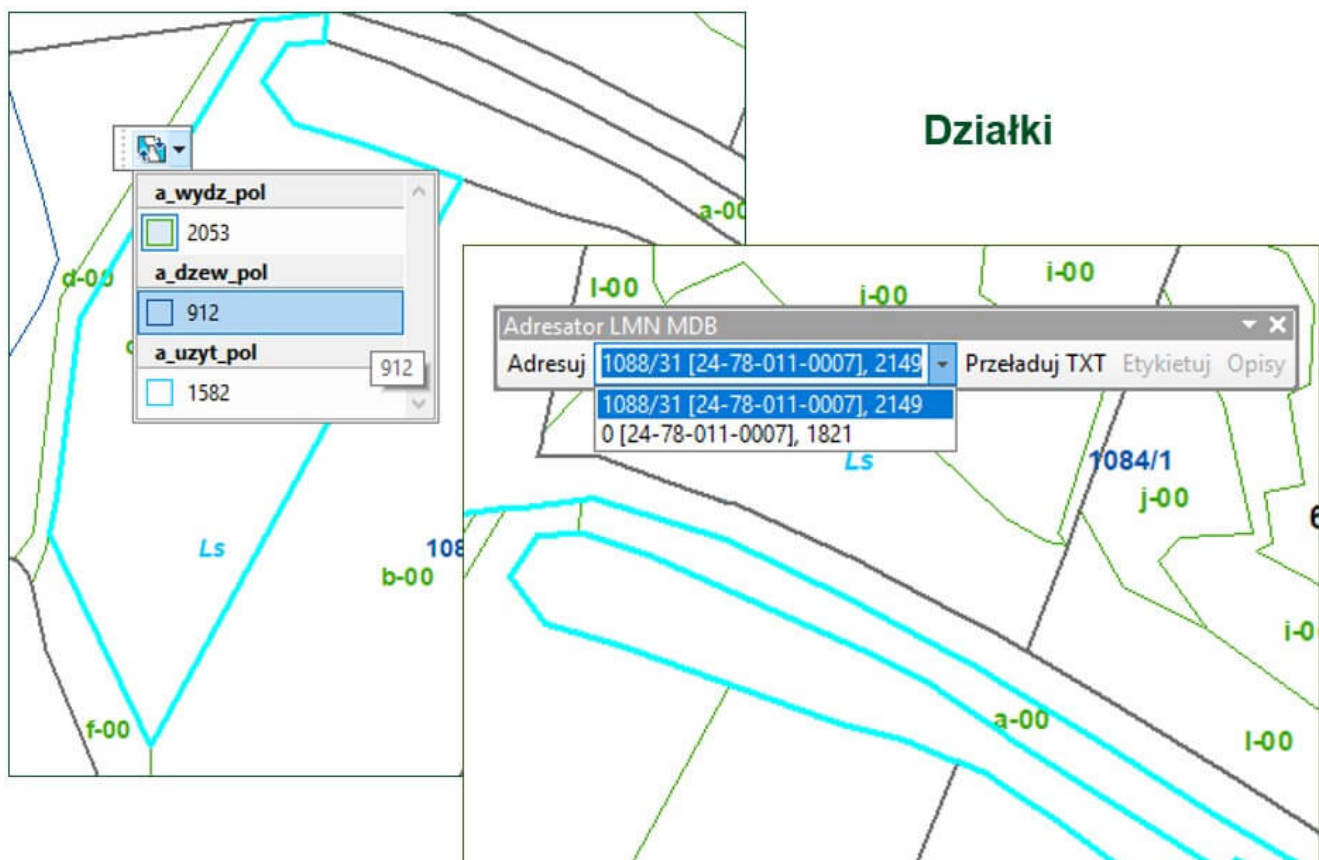 Działki
a_wydz_pol
2053
a_dzew_pol
912
a_uzyt_pol
1582
912
d-00
a-00
Ls
b-00
f-00
l-00
i-00
i-00
Adresator LMN MDB
Adresuj 1088/31 [24-78-011-0007], 2149 Przeładuj TXT Etykietuj Opisy
1088/31 [24-78-011-0007], 2149
0 [24-78-011-0007], 1821
Ls
1084/1
j-00
a-00
l-00